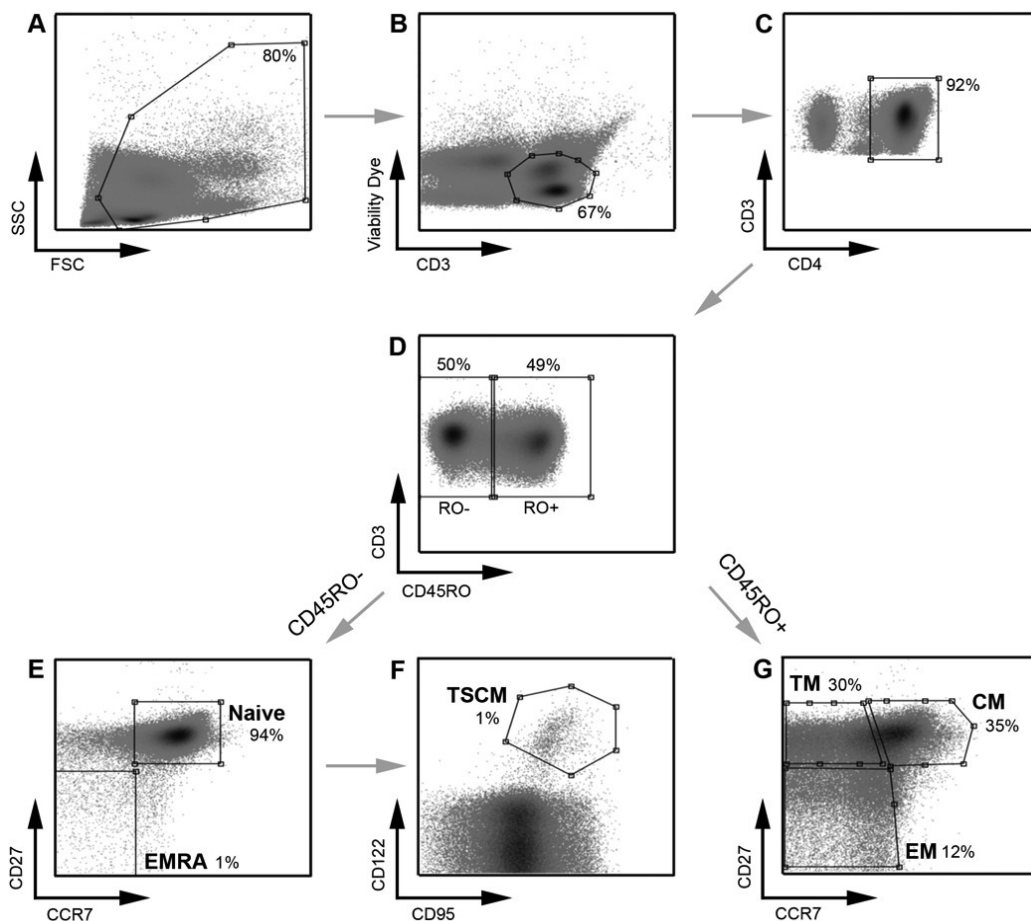 A
80%
SSC
FSC
B
67%
Viability Dye
CD3
C
92%
CD3
CD4
D
50%
49%
RO-
RO+
CD3
CD45RO
CD45RO-
CD45RO+
E
Naive
94%
EMRA 1%
CD27
CCR7
F
TSCM
1%
CD122
CD95
G
TM 30%
CM
35%
EM 12%
CD27
CCR7